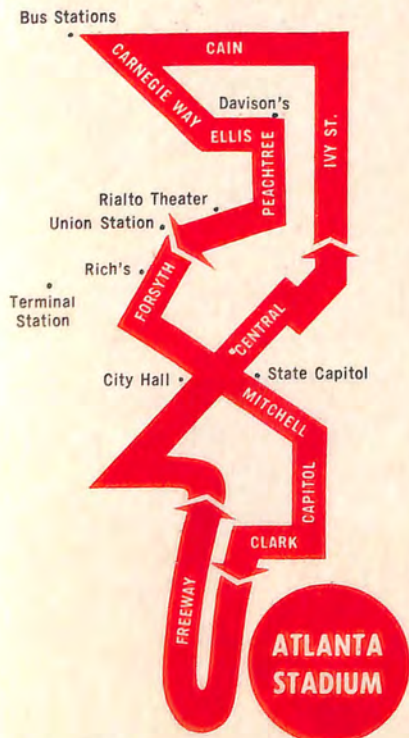 Bus Stations
CAIN
CARNEGIE WAY
Davison's
ELLIS
IVY ST.
PEACHTREE
Rialto Theater
Union Station
Rich's
FORSYTH
Terminal
Station
CENTRAL
City Hall
State Capitol
MITCHELL
CAPITOL
CLARK
FREEWAY
ATLANTA
STADIUM